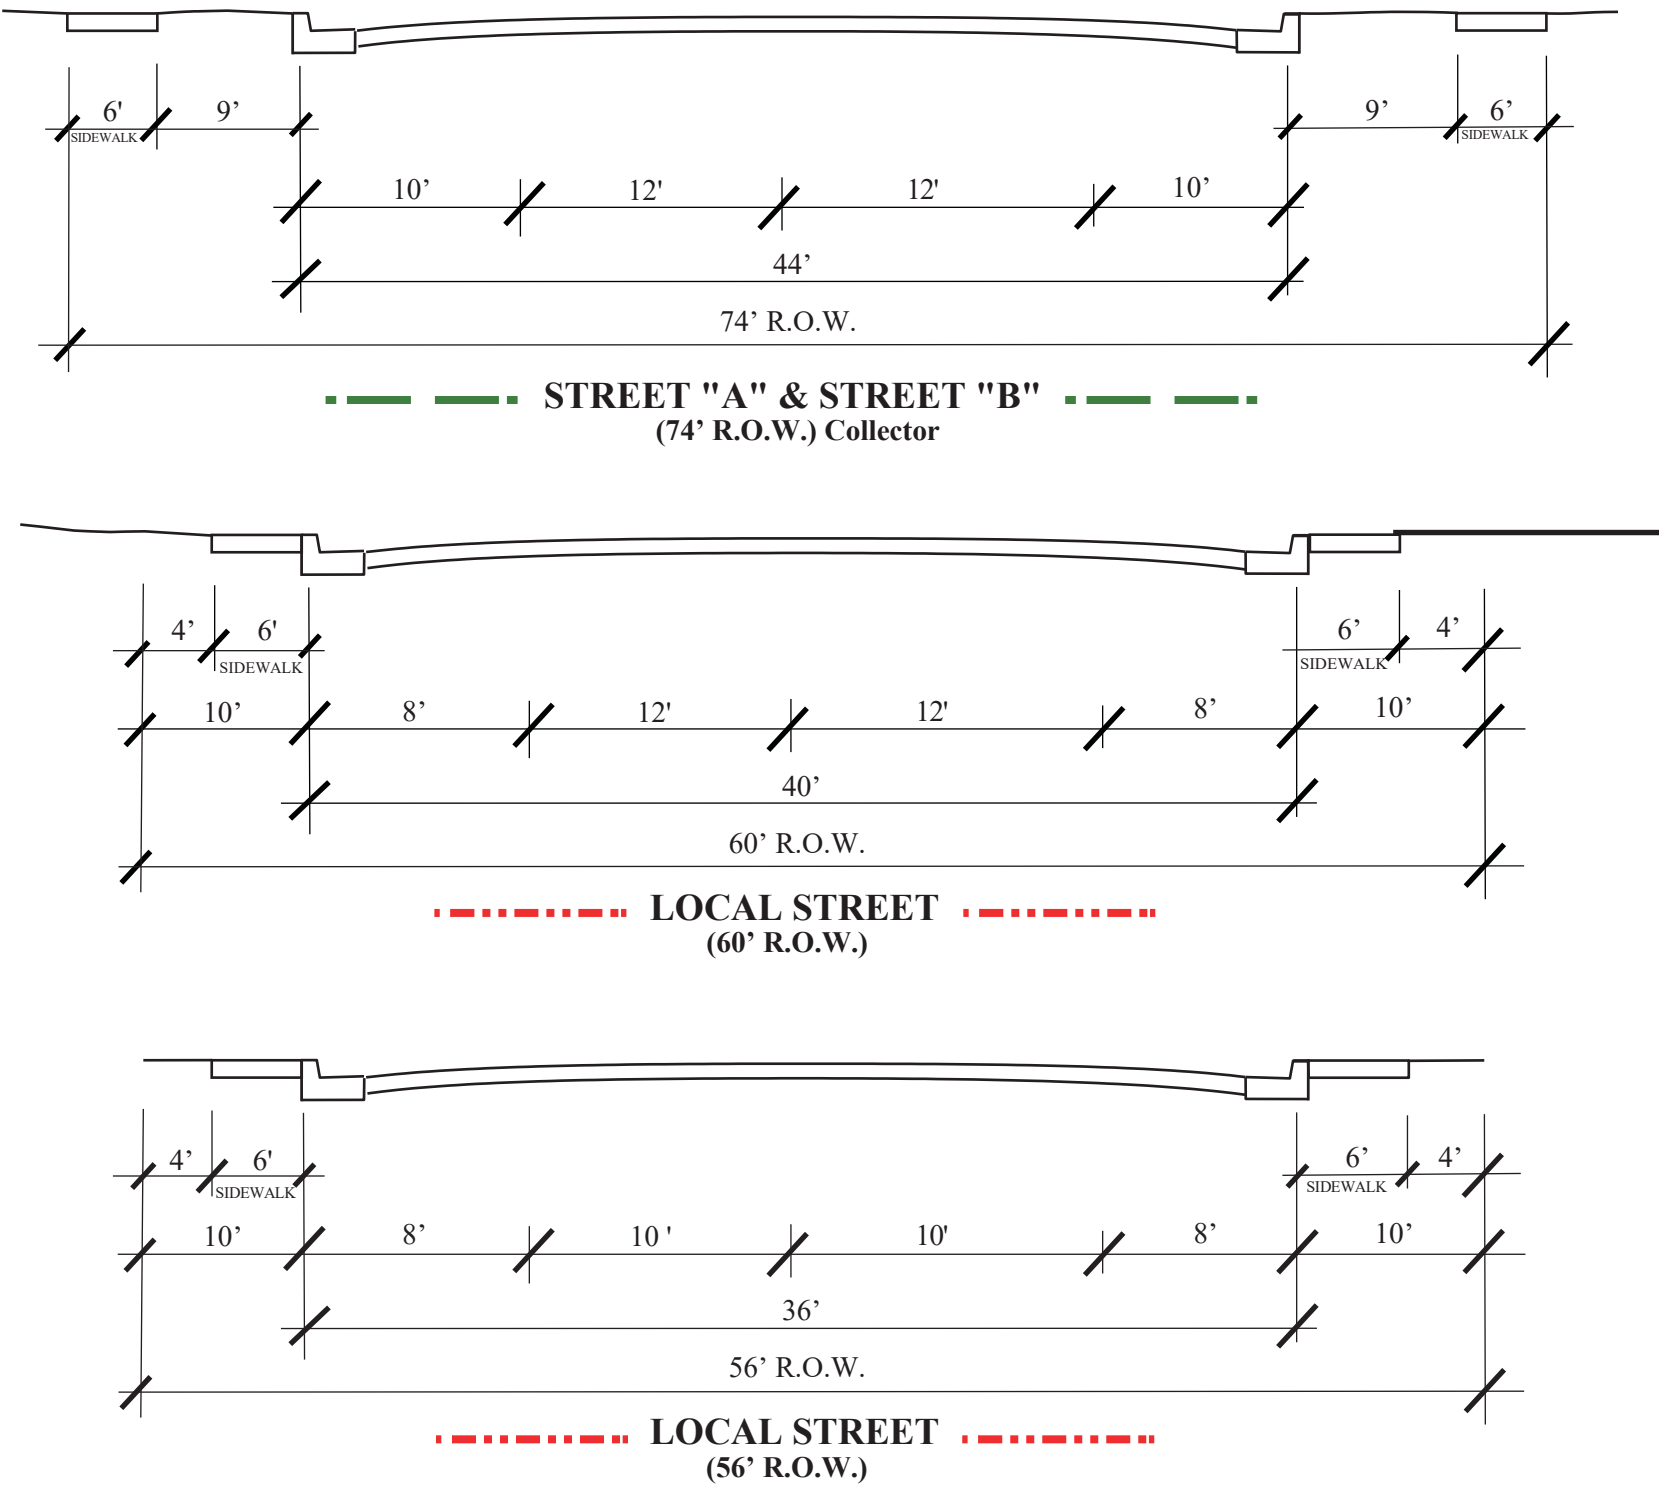 6' 9’ 9’ 6’
SIDEWALK SIDEWALK
10’ 12' 12' 10’
44’
74’ R.O.W.
STREET "A" & STREET "B"
(74’ R.O.W.) Collector
4’ 6' 6’ 4’
SIDEWALK SIDEWALK
10’ 8’ 12' 12' 8’ 10’
40’
60’ R.O.W.
LOCAL STREET
(60’ R.O.W.)
4’ 6' 6’ 4’
SIDEWALK SIDEWALK
10’ 8’ 10 ' 10' 8’ 10’
36’
56’ R.O.W.
LOCAL STREET
(56’ R.O.W.)